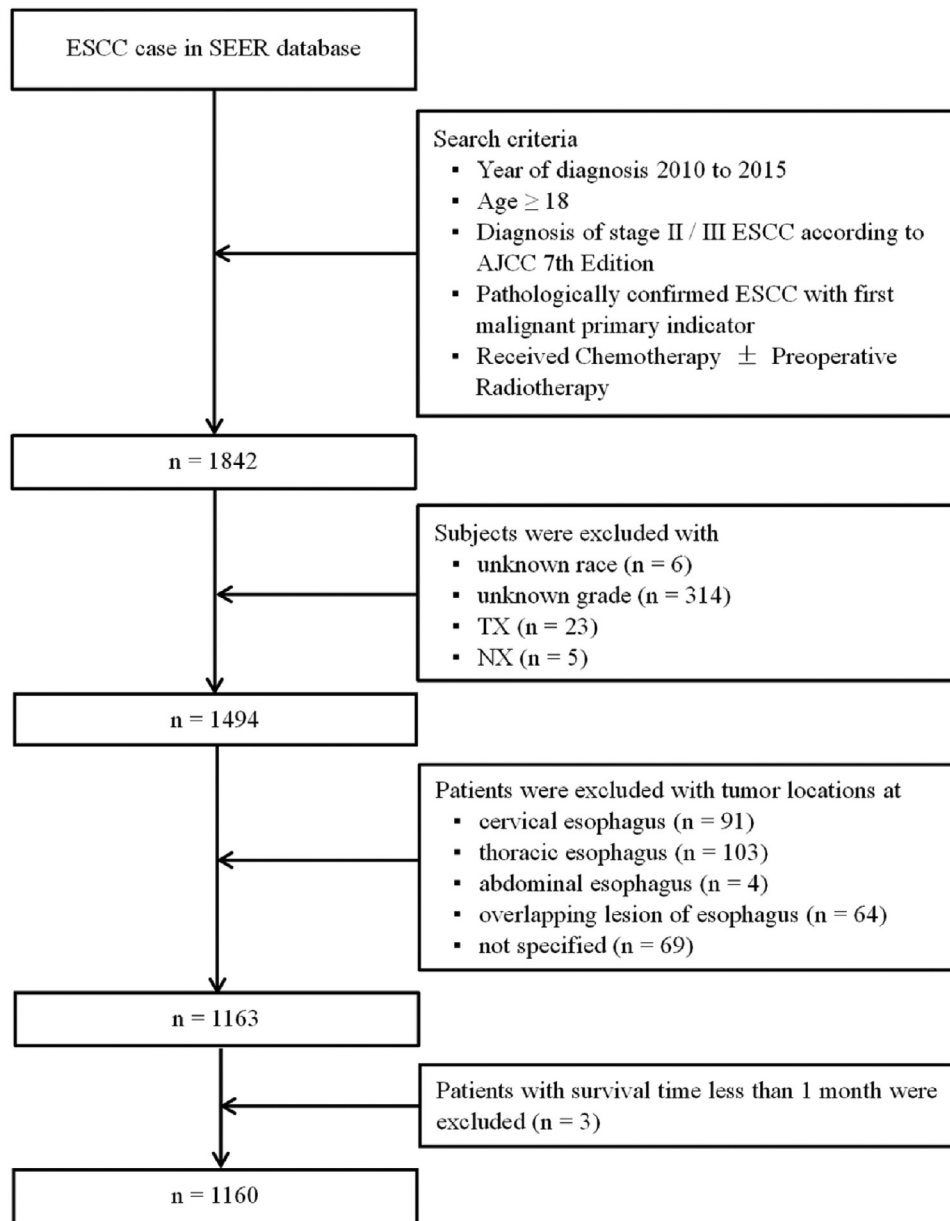 ESCC case in SEER database
Search criteria
▪ Year of diagnosis 2010 to 2015
▪ Age ≥ 18
▪ Diagnosis of stage II / III ESCC according to
AJCC 7th Edition
▪ Pathologically confirmed ESCC with first
malignant primary indicator
▪ Received Chemotherapy ± Preoperative
Radiotherapy
n = 1842
Subjects were excluded with
▪ unknown race (n = 6)
▪ unknown grade (n = 314)
▪ TX (n = 23)
▪ NX (n = 5)
n = 1494
Patients were excluded with tumor locations at
▪ cervical esophagus (n = 91)
▪ thoracic esophagus (n = 103)
▪ abdominal esophagus (n = 4)
▪ overlapping lesion of esophagus (n = 64)
▪ not specified (n = 69)
n = 1163
Patients with survival time less than 1 month were
excluded (n = 3)
n = 1160